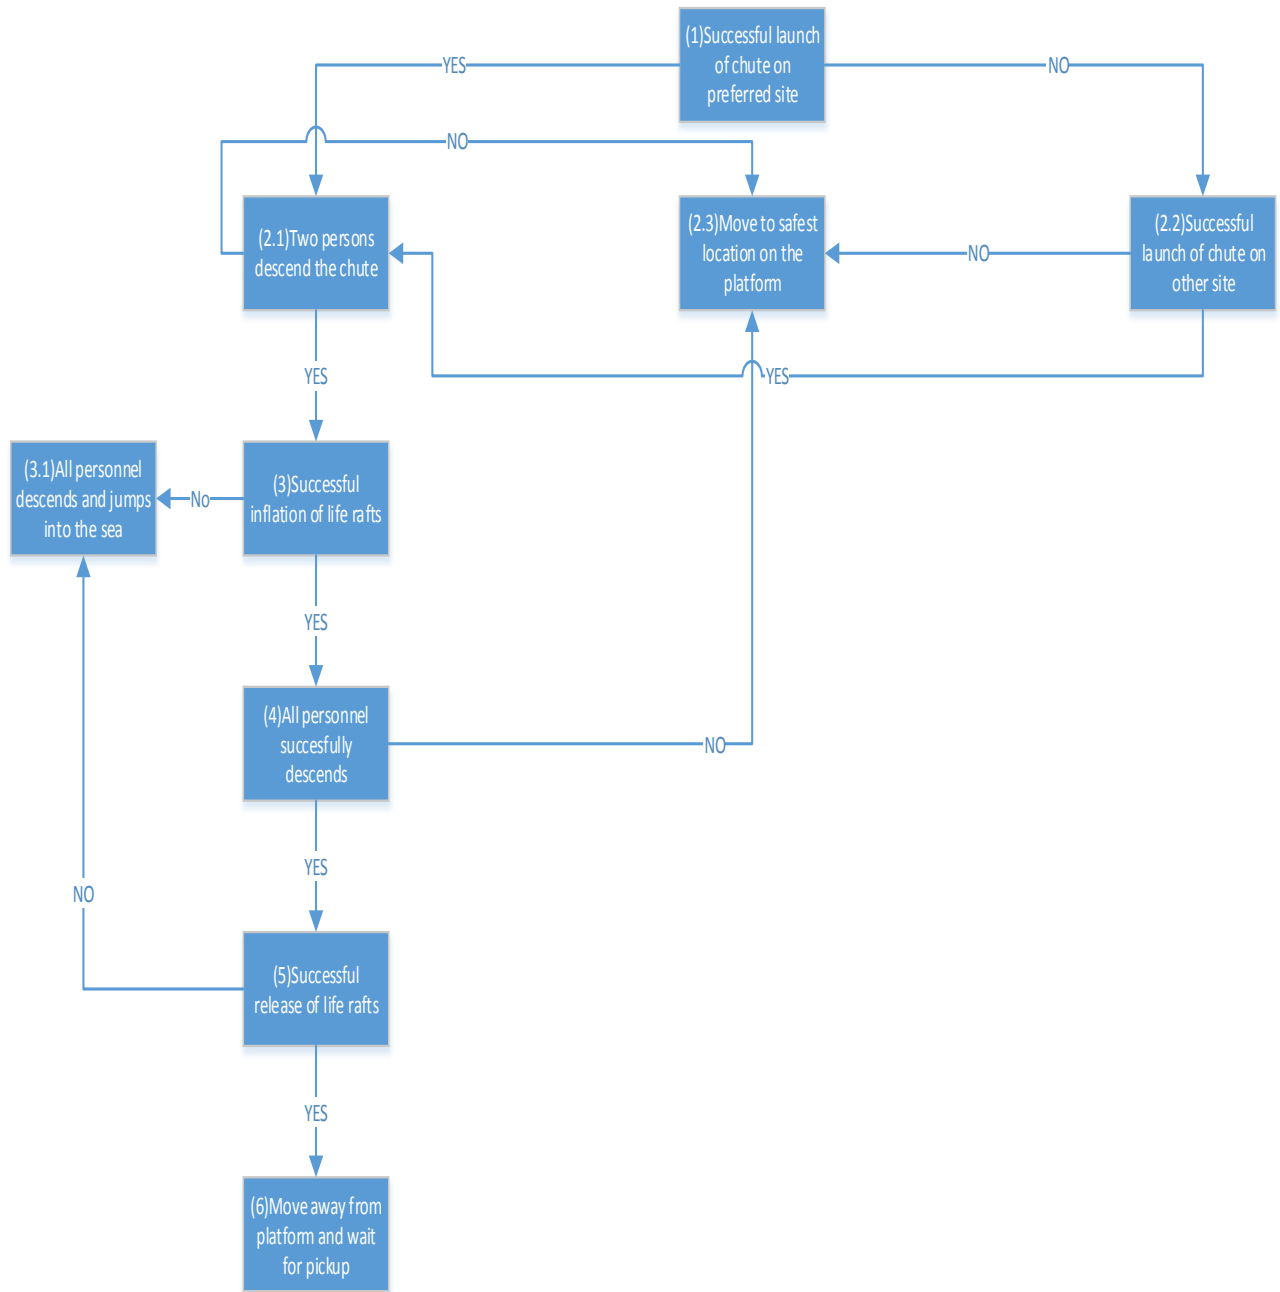 (1)Successful launch
of chute on
preferred site
YES
NO
NO
(2.1)Two persons
descend the chute
(2.3)Move to safest
location on the
platform
NO
(2.2)Successful
launch of chute on
other site
YES
YES
(3.1)All personnel
descends and jumps
into the sea
No
(3)Successful
inflation of life rafts
YES
(4)All personnel
succesfully
descends
NO
YES
NO
(5)Successful
release of life rafts
YES
(6)Move away from
platform and wait
for pickup